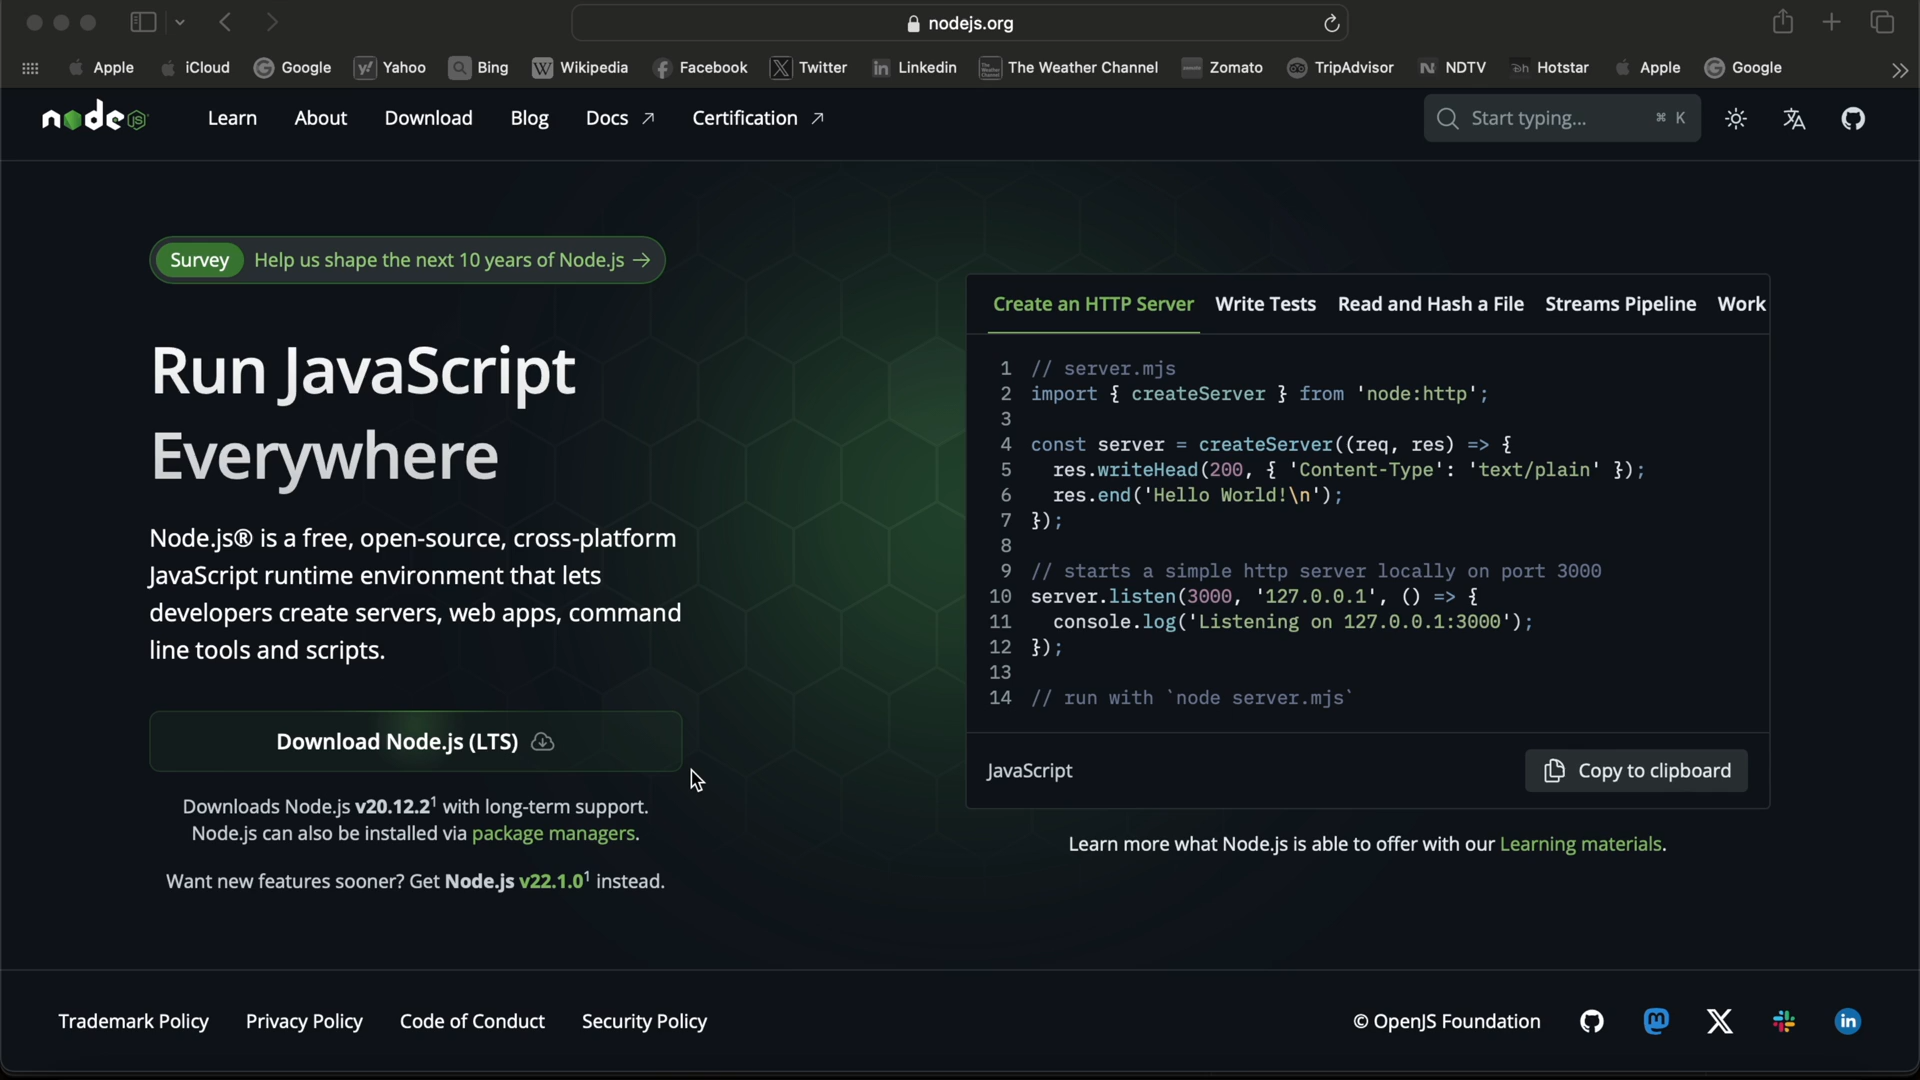 nodejs.org
Apple iCloud Google Yahoo Bing Wikipedia Facebook Twitter Linkedin The Weather Channel Zomato TripAdvisor NDTV Hotstar Apple Google
node JS
Learn About Download Blog Docs Certification
Start typing... ⌘ K
Survey Help us shape the next 10 years of Node.js →
Run JavaScript
Everywhere
Node.js® is a free, open-source, cross-platform
JavaScript runtime environment that lets
developers create servers, web apps, command
line tools and scripts.
Download Node.js (LTS)
Downloads Node.js v20.12.2¹ with long-term support.
Node.js can also be installed via package managers.
Want new features sooner? Get Node.js v22.1.0¹ instead.
Create an HTTP Server Write Tests Read and Hash a File Streams Pipeline Work
1 // server.mjs
2 import { createServer } from 'node:http';
3
4 const server = createServer((req, res) => {
5   res.writeHead(200, { 'Content-Type': 'text/plain' });
6   res.end('Hello World!\n');
7 });
8
9 // starts a simple http server locally on port 3000
10 server.listen(3000, '127.0.0.1', () => {
11   console.log('Listening on 127.0.0.1:3000');
12 });
13
14 // run with `node server.mjs`
JavaScript
Copy to clipboard
Learn more what Node.js is able to offer with our Learning materials.
Trademark Policy Privacy Policy Code of Conduct Security Policy
© OpenJS Foundation